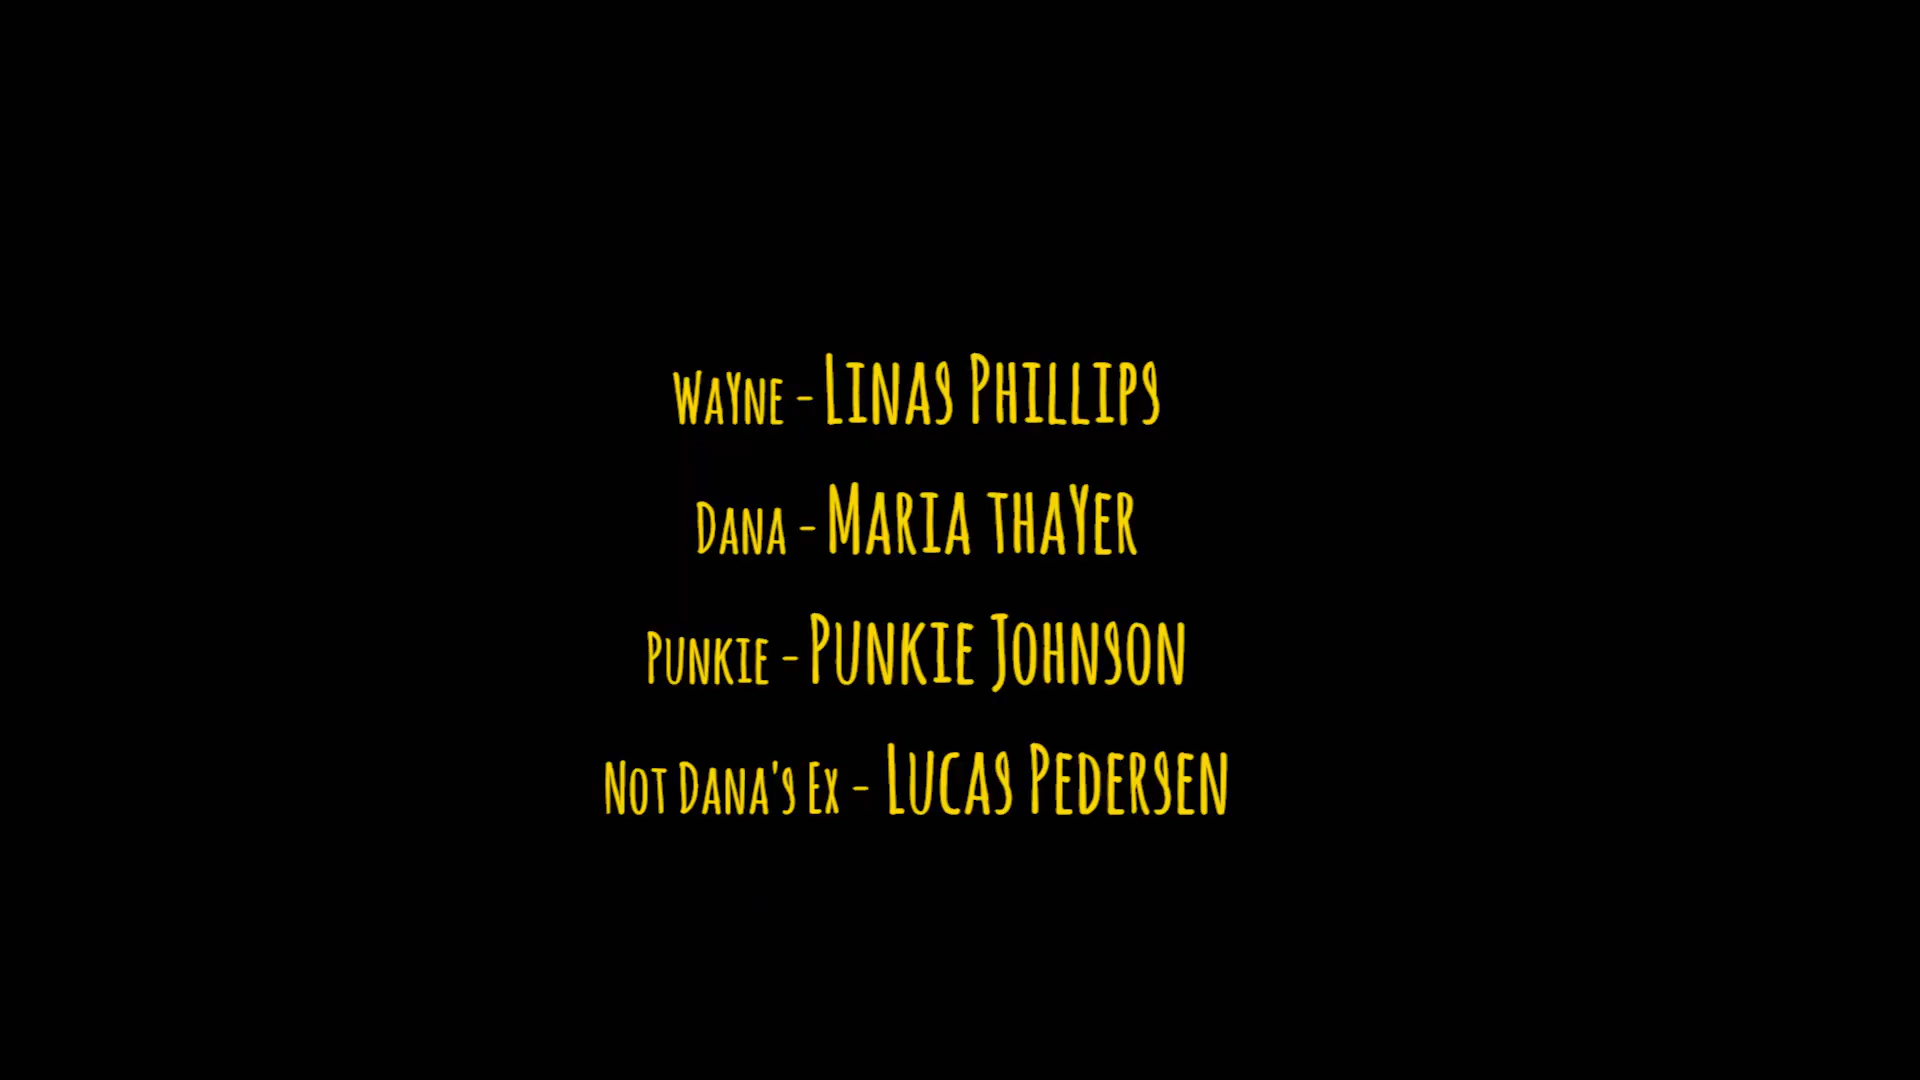 Wayne - Linas Phillips
Dana - Maria Thayer
Punkie - Punkie Johnson
Not Dana's Ex - Lucas Pedersen